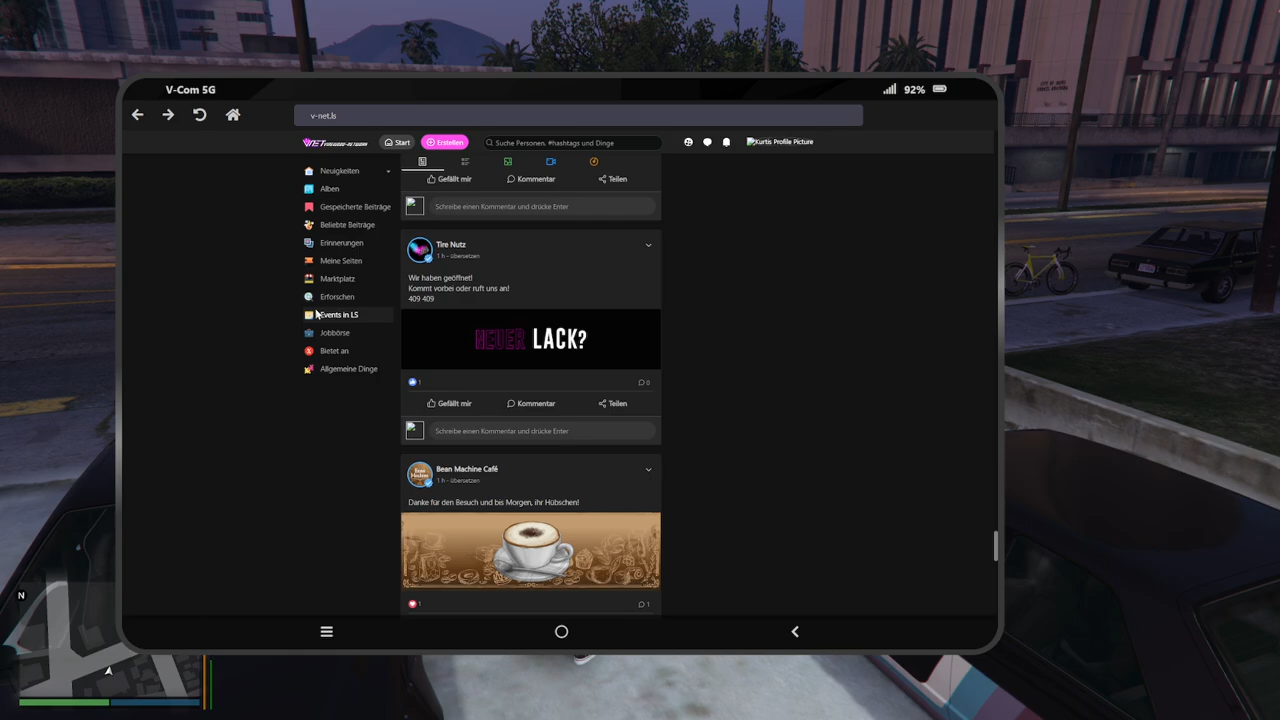 V-Com 5G
92%
v-net.ls
VNET
Start
Erstellen
Suche Personen, #hashtags und Dinge
Kurtis Profile Picture
Neuigkeiten
Alben
Gespeicherte Beiträge
Beliebte Beiträge
Erinnerungen
Meine Seiten
Marktplatz
Erforschen
Events in LS
Jobbörse
Bietet an
Allgemeine Dinge
Gefällt mir
Kommentar
Teilen
Schreibe einen Kommentar und drücke Enter
Tire Nutz
1 h - übersetzen
Wir haben geöffnet!
Kommt vorbei oder ruft uns an!
409 409
NEUER LACK?
1
0
Gefällt mir
Kommentar
Teilen
Schreibe einen Kommentar und drücke Enter
Bean Machine Café
1 h - übersetzen
Danke für den Besuch und bis Morgen, ihr Hübschen!
1
1
N